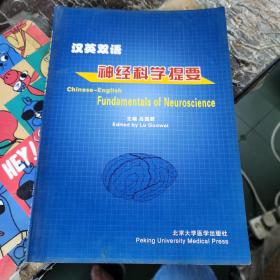 汉英双语
神经科学提要
Chinese-English
Fundamentals of Neuroscience
主编 吕国蔚
Edited by Lu Guowei
北京大学医学出版社
Peking University Medical Press
HEY!